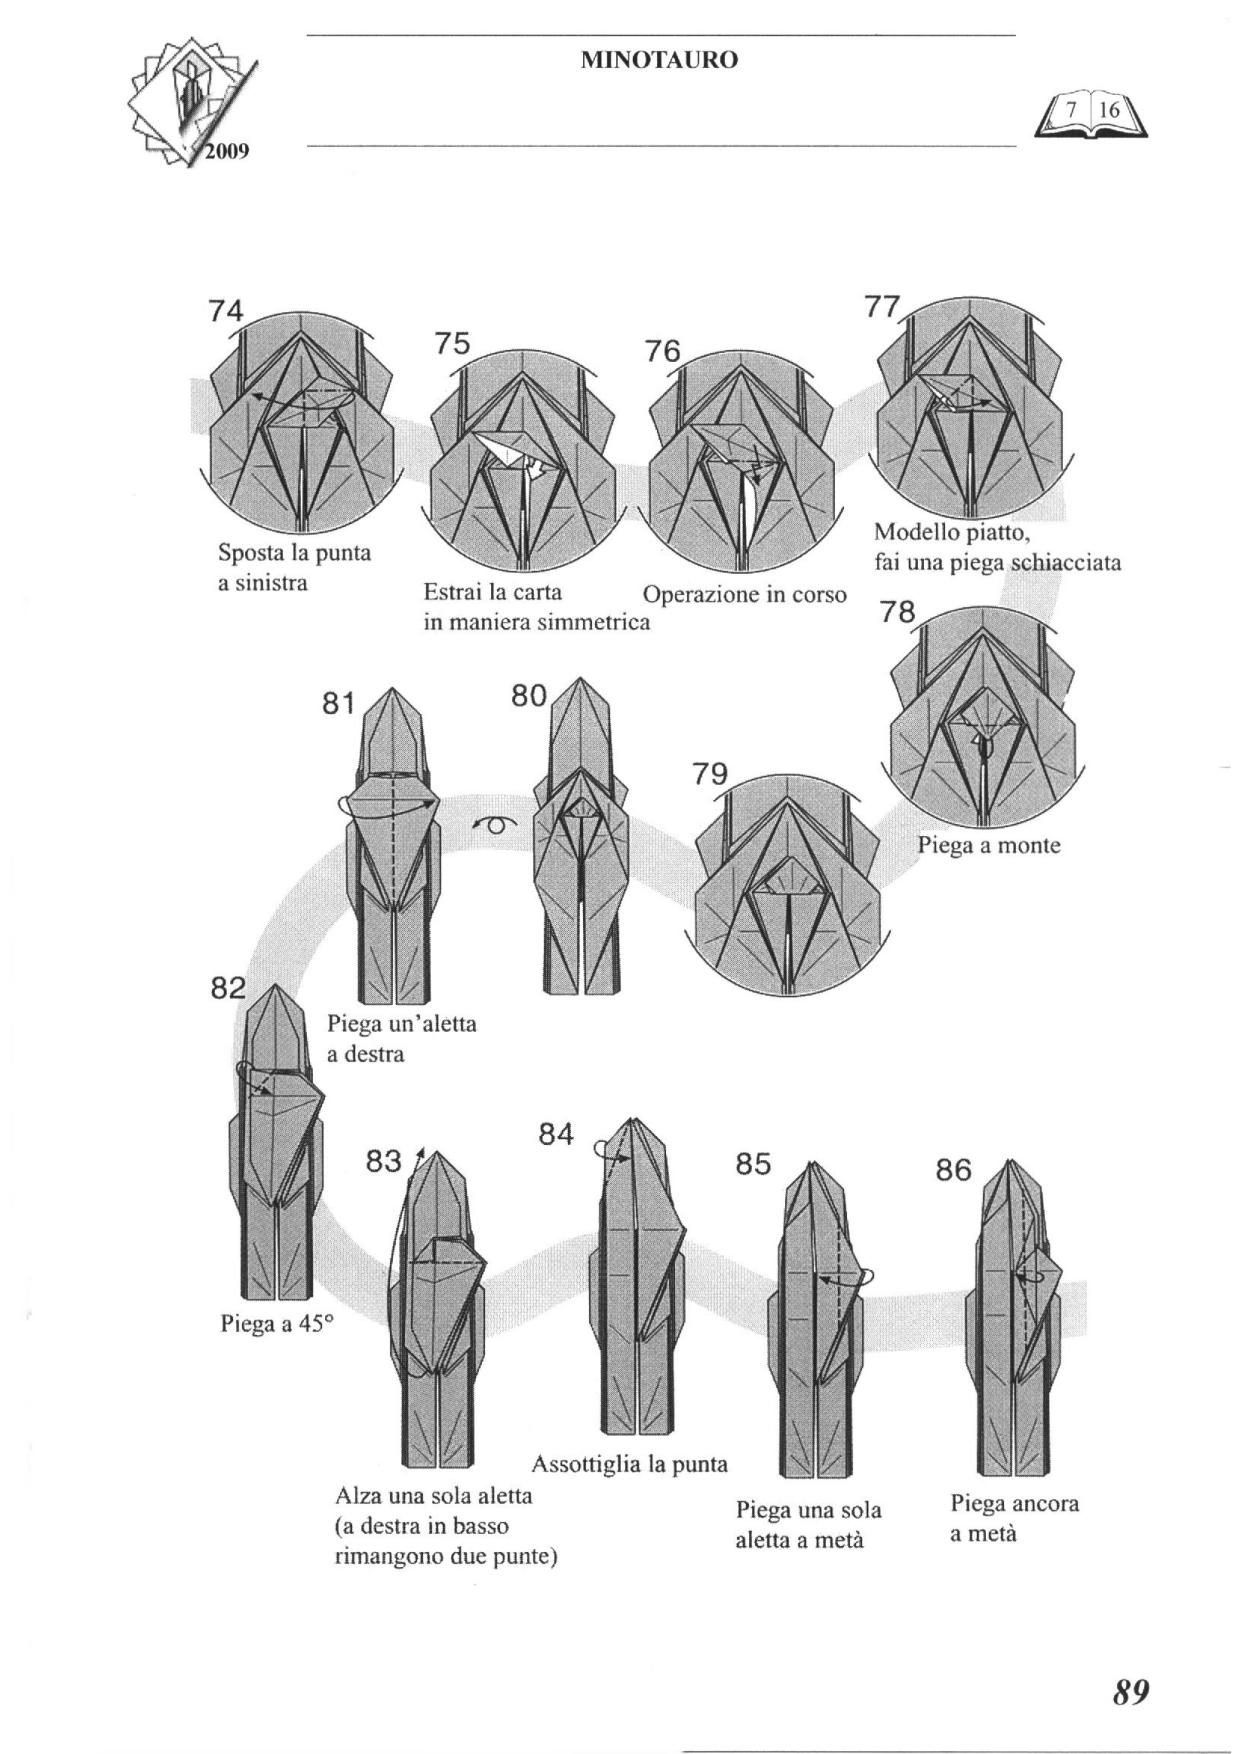 MINOTAURO
7 16
2009
74
Sposta la punta
a sinistra
75
Estrai la carta
in maniera simmetrica
76
Operazione in corso
77
Modello piatto,
fai una piega schiacciata
78
Piega a monte
79
80
81
Piega un’aletta
a destra
82
Piega a 45°
83
Alza una sola aletta
(a destra in basso
rimangono due punte)
84
Assottiglia la punta
85
Piega una sola
aletta a metà
86
Piega ancora
a metà
89